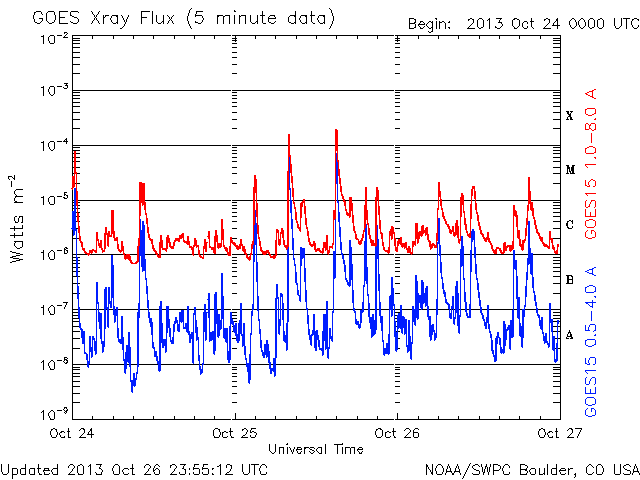 GOES Xray Flux (5 minute data)
Begin: 2013 Oct 24 0000 UTC
10-2
10-3
10-4
10-5
10-6
10-7
10-8
10-9
Watts m-2
X
M
C
B
A
GOES15 1.0-8.0 A
GOES15 0.5-4.0 A
Oct 24
Oct 25
Oct 26
Oct 27
Universal Time
Updated 2013 Oct 26 23:55:12 UTC
NOAA/SWPC Boulder, CO USA